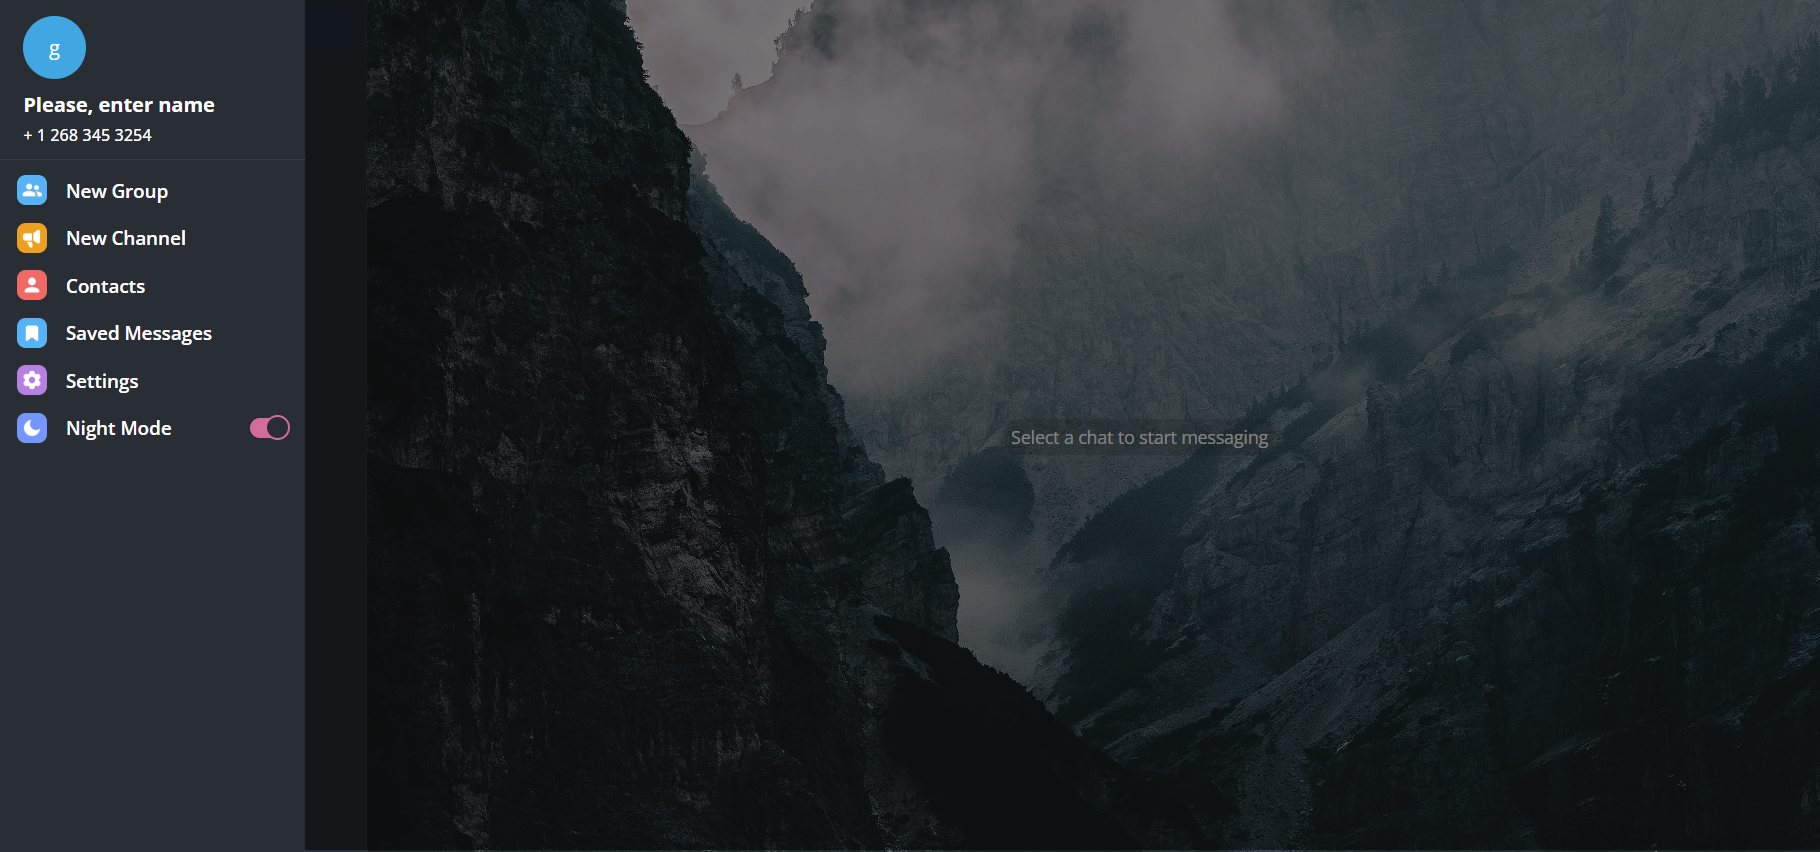 g
Please, enter name
+ 1 268 345 3254
New Group
New Channel
Contacts
Saved Messages
Settings
Night Mode
Select a chat to start messaging